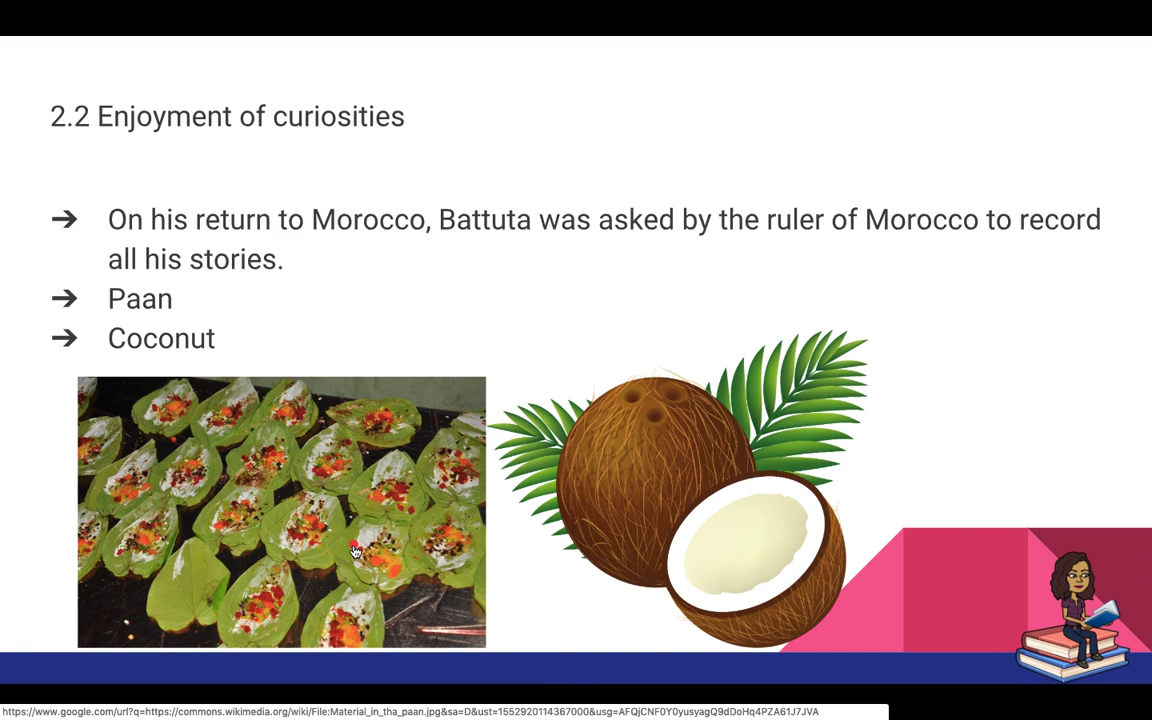 2.2 Enjoyment of curiosities
➔ On his return to Morocco, Battuta was asked by the ruler of Morocco to record
all his stories.
➔ Paan
➔ Coconut
https://www.google.com/url?q=https://commons.wikimedia.org/wiki/File:Material_in_tha_paan.jpg&sa=D&ust=1552920114367000&usg=AFQjCNF0Y0yusyagQ9dDoHq4PZA61J7JVA